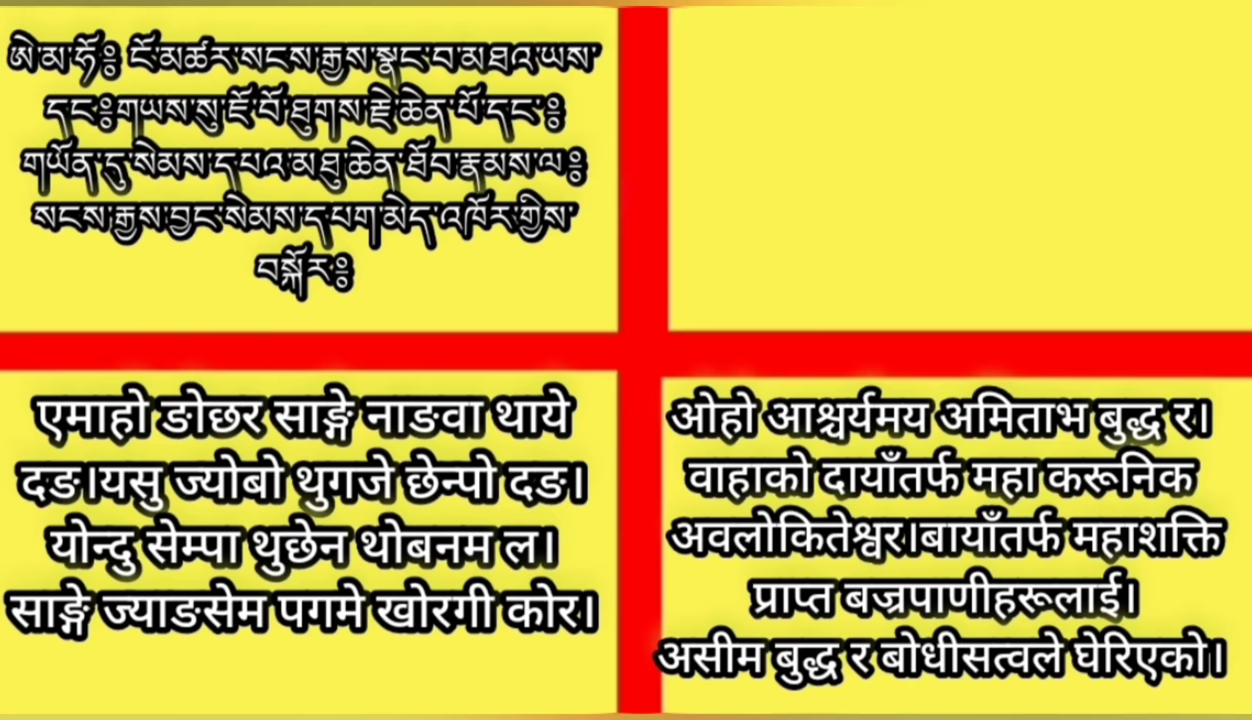 ཨེ་མ་ཧོ༔ ངོ་མཚར་སངས་རྒྱས་སྣང་བ་མཐའ་ཡས་
དང་༔གཡས་སུ་ཇོ་བོ་ཐུགས་རྗེ་ཆེན་པོ་དང་༔
གཡོན་དུ་སེམས་དཔའ་མཐུ་ཆེན་ཐོབ་རྣམས་ལ༔
སངས་རྒྱས་བྱང་སེམས་དཔག་མེད་འཁོར་གྱིས་
བསྐོར༔
एमाहो ङोछर साङ्गे नाङवा थाये
दङ।यसु ज्योबो थुगजे छेन्पो दङ।
योन्दु सेम्पा थुछेन थोबनम ल।
साङ्गे ज्याङसेम पगमे खोरगी कोर।
ओहो आश्चर्यमय अमिताभ बुद्ध र।
वाहाको दायाँतर्फ महा करूनिक
अवलोकितेश्वर।बायाँतर्फ महाशक्ति
प्राप्त बज्रपाणीहरूलाई।
असीम बुद्ध र बोधीसत्वले घेरिएको।